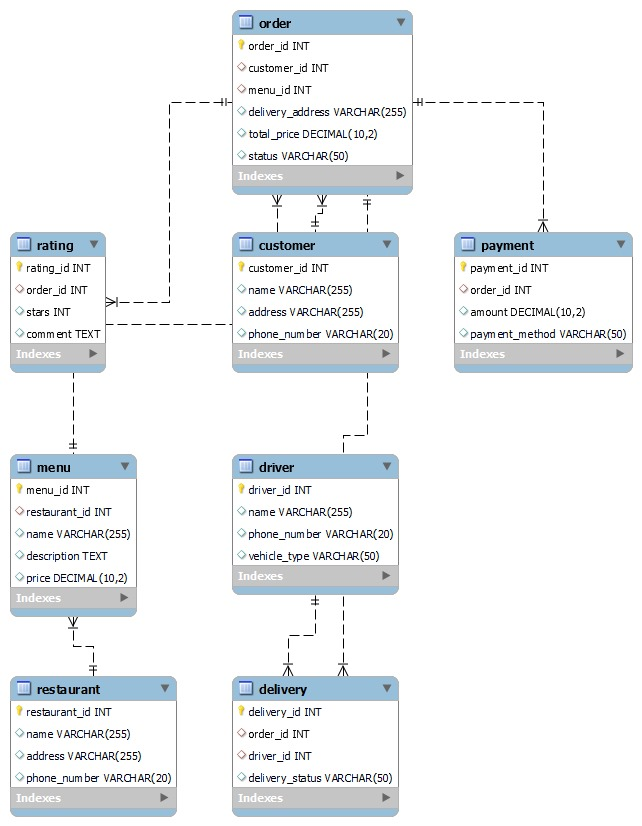 order
order_id INT
customer_id INT
menu_id INT
delivery_address VARCHAR(255)
total_price DECIMAL(10,2)
status VARCHAR(50)
Indexes
rating
rating_id INT
order_id INT
stars INT
comment TEXT
Indexes
customer
customer_id INT
name VARCHAR(255)
address VARCHAR(255)
phone_number VARCHAR(20)
Indexes
payment
payment_id INT
order_id INT
amount DECIMAL(10,2)
payment_method VARCHAR(50)
Indexes
menu
menu_id INT
restaurant_id INT
name VARCHAR(255)
description TEXT
price DECIMAL(10,2)
Indexes
driver
driver_id INT
name VARCHAR(255)
phone_number VARCHAR(20)
vehicle_type VARCHAR(50)
Indexes
restaurant
restaurant_id INT
name VARCHAR(255)
address VARCHAR(255)
phone_number VARCHAR(20)
Indexes
delivery
delivery_id INT
order_id INT
driver_id INT
delivery_status VARCHAR(50)
Indexes